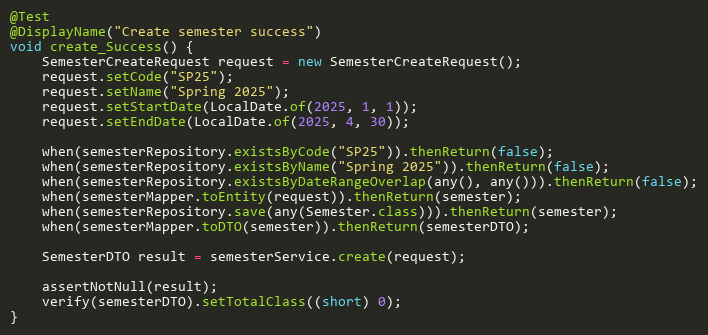 @Test
@DisplayName("Create semester success")
void create_Success() {
    SemesterCreateRequest request = new SemesterCreateRequest();
    request.setCode("SP25");
    request.setName("Spring 2025");
    request.setStartDate(LocalDate.of(2025, 1, 1));
    request.setEndDate(LocalDate.of(2025, 4, 30));

    when(semesterRepository.existsByCode("SP25")).thenReturn(false);
    when(semesterRepository.existsByName("Spring 2025")).thenReturn(false);
    when(semesterRepository.existsByDateRangeOverlap(any(), any())).thenReturn(false);
    when(semesterMapper.toEntity(request)).thenReturn(semester);
    when(semesterRepository.save(any(Semester.class))).thenReturn(semester);
    when(semesterMapper.toDTO(semester)).thenReturn(semesterDTO);

    SemesterDTO result = semesterService.create(request);

    assertNotNull(result);
    verify(semesterDTO).setTotalClass((short) 0);
}